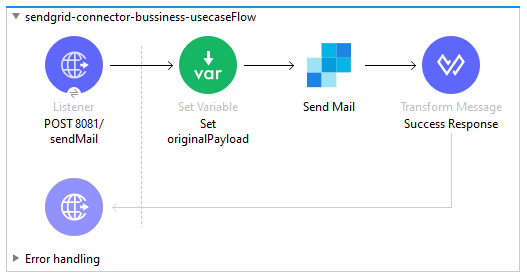 sendgrid-connector-bussiness-usecaseFlow
Listener
POST 8081/
sendMail
var
Set Variable
Set
originalPayload
Send Mail
Transform Message
Success Response
Error handling